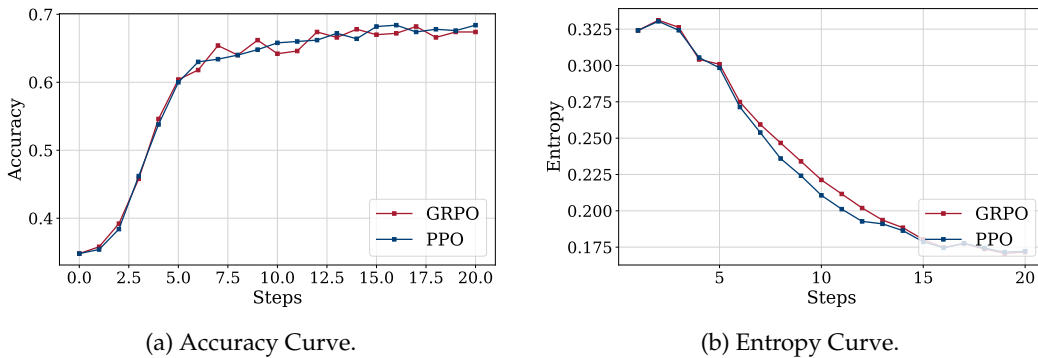 0.7
0.6
0.5
0.4
Accuracy
0.0 2.5 5.0 7.5 10.0 12.5 15.0 17.5 20.0
Steps
GRPO
PPO
(a) Accuracy Curve.
0.325
0.300
0.275
0.250
0.225
0.200
0.175
Entropy
5 10 15 20
Steps
GRPO
PPO
(b) Entropy Curve.